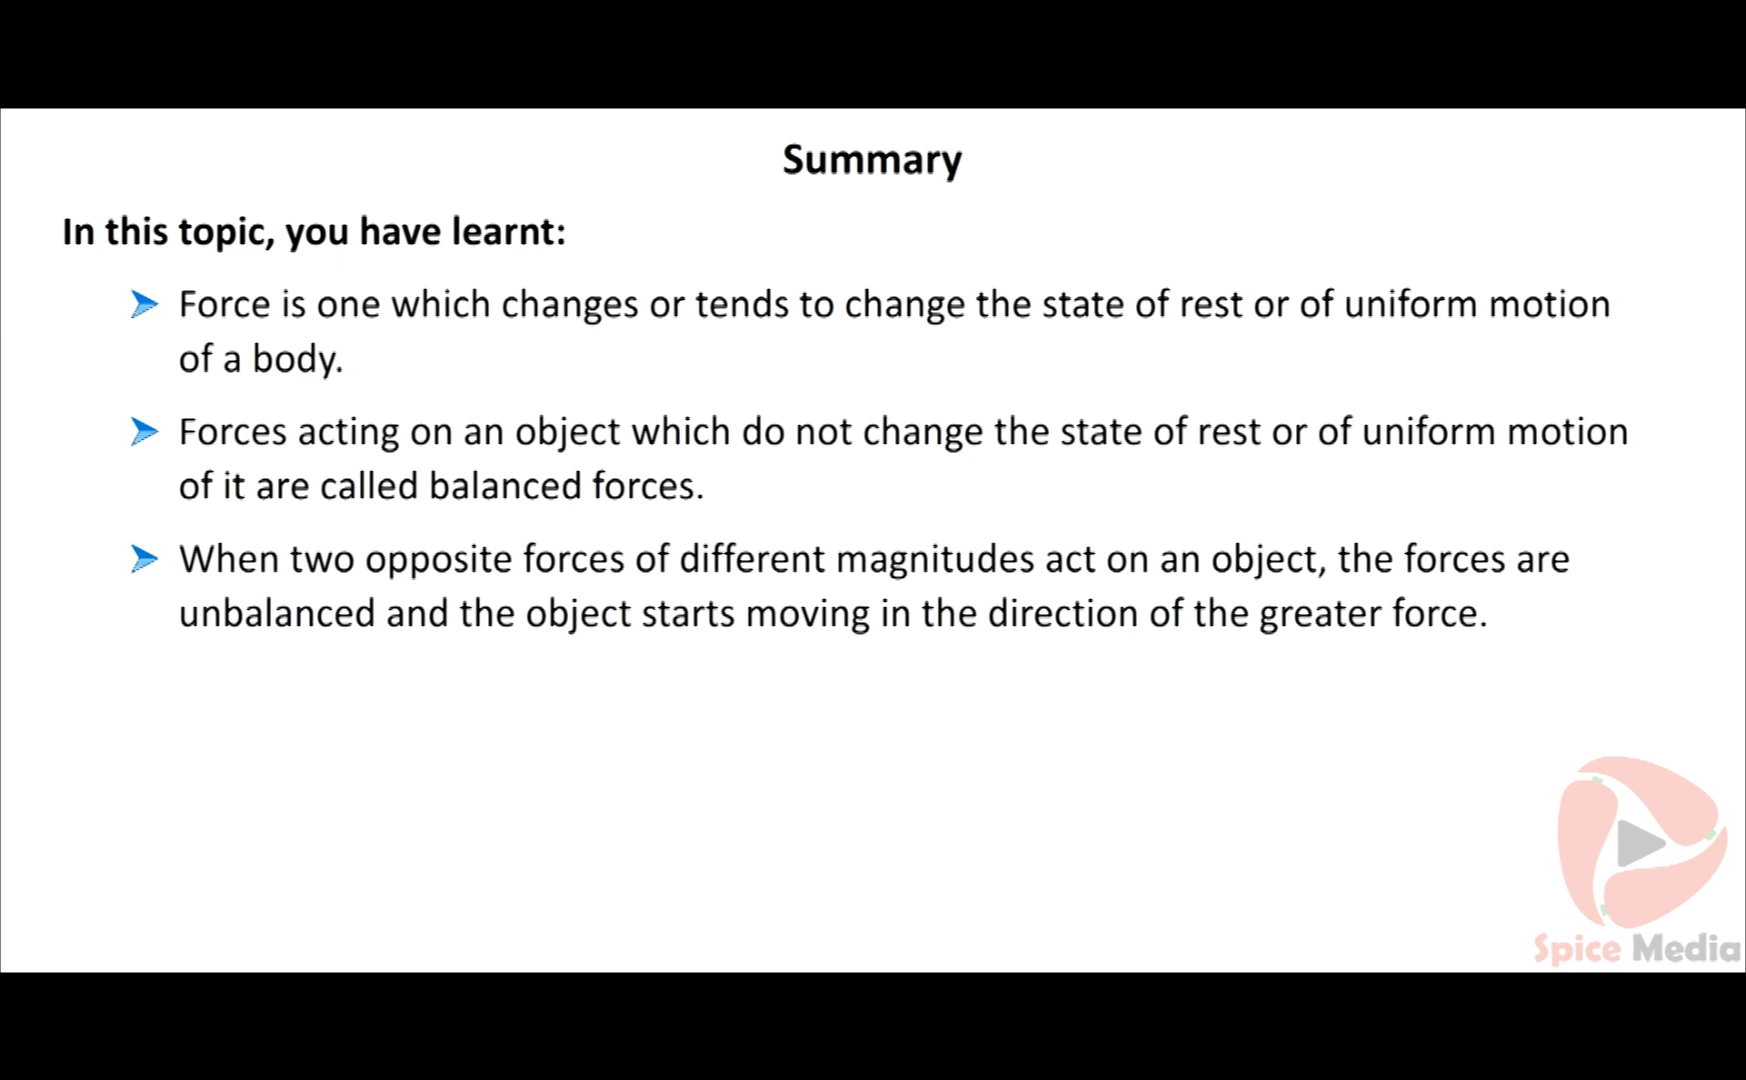 Summary
In this topic, you have learnt:
Force is one which changes or tends to change the state of rest or of uniform motion
of a body.
Forces acting on an object which do not change the state of rest or of uniform motion
of it are called balanced forces.
When two opposite forces of different magnitudes act on an object, the forces are
unbalanced and the object starts moving in the direction of the greater force.
Spice Media